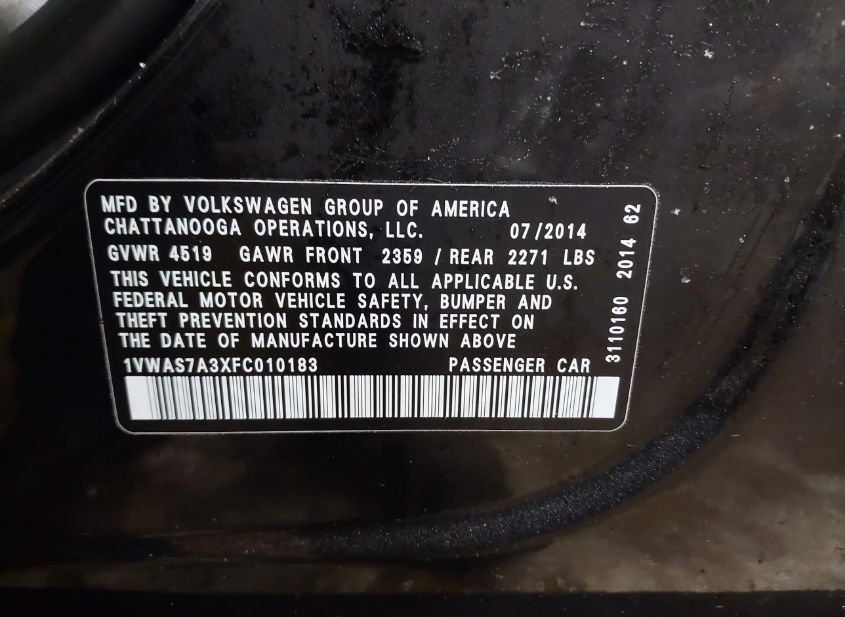 MFD BY VOLKSWAGEN GROUP OF AMERICA
CHATTANOOGA OPERATIONS, LLC. 07/2014
GVWR 4519 GAWR FRONT 2359 / REAR 2271 LBS
THIS VEHICLE CONFORMS TO ALL APPLICABLE U.S.
FEDERAL MOTOR VEHICLE SAFETY, BUMPER AND
THEFT PREVENTION STANDARDS IN EFFECT ON
THE DATE OF MANUFACTURE SHOWN ABOVE
1VWAS7A3XFC010183 PASSENGER CAR
3110160 2014 62